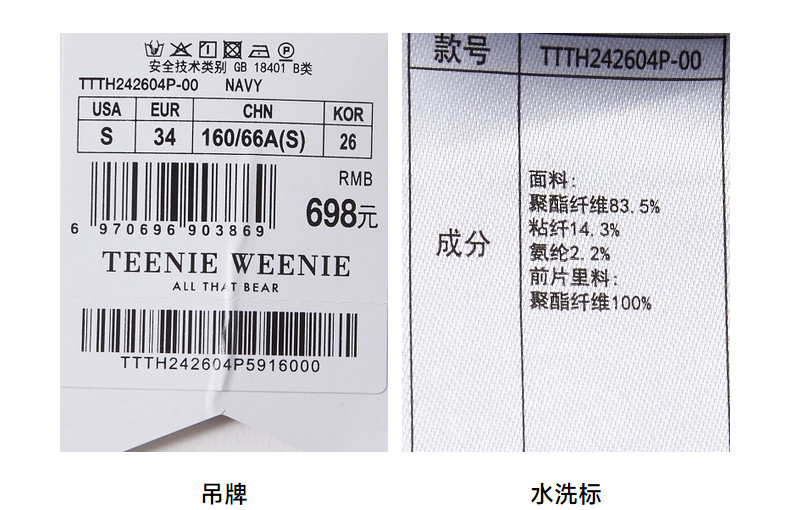 安全技术类别 GB 18401 B类
TTTH242604P-00 NAVY
USA EUR CHN KOR
S 34 160/66A(S) 26
RMB
698元
6 970696 903869
TEENIE WEENIE
ALL THAT BEAR
TTTH242604P5916000
吊牌
款号 TTTH242604P-00
成分
面料:
聚酯纤维83.5%
粘纤14.3%
氨纶2.2%
前片里料:
聚酯纤维100%
水洗标